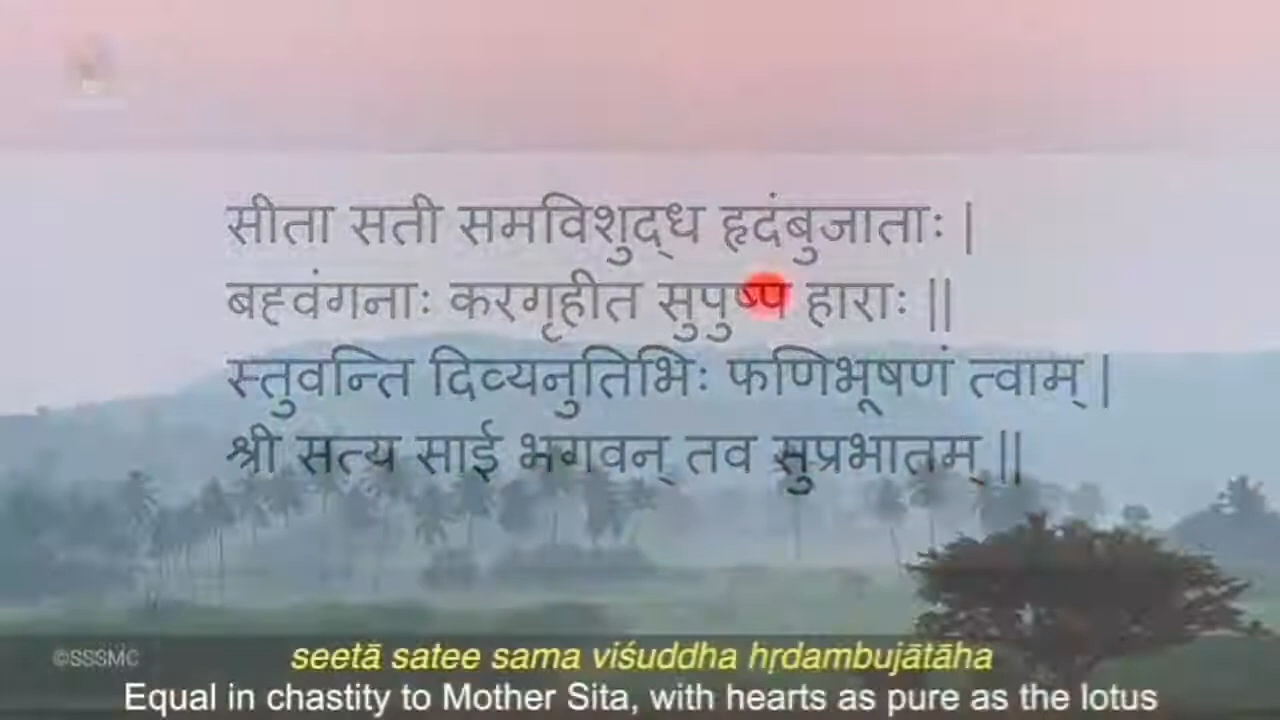 सीता सती समविशुद्ध हृदंबुजाताः |
बह्वंगनाः करगृहीत सुपुष्प हाराः ||
स्तुवन्ति दिव्यनुतिभिः फणिभूषणं त्वाम् |
श्री सत्य साई भगवन् तव सुप्रभातम् ||
©SSSMC
seetā satee sama viśuddha hṛdambujātāha
Equal in chastity to Mother Sita, with hearts as pure as the lotus